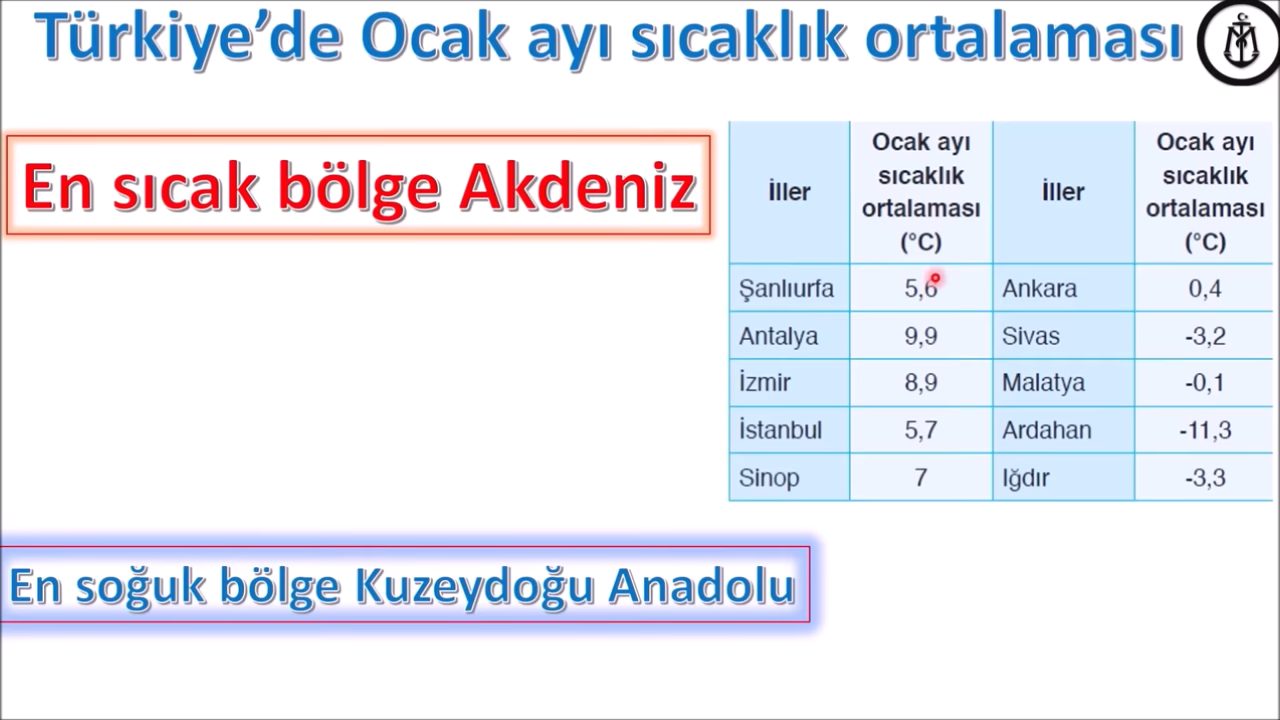 Türkiye’de Ocak ayı sıcaklık ortalaması
En sıcak bölge Akdeniz
İller
Ocak ayı
sıcaklık
ortalaması
(°C)
İller
Ocak ayı
sıcaklık
ortalaması
(°C)
Şanlıurfa 5,6 Ankara 0,4
Antalya 9,9 Sivas -3,2
İzmir 8,9 Malatya -0,1
İstanbul 5,7 Ardahan -11,3
Sinop 7 Iğdır -3,3
En soğuk bölge Kuzeydoğu Anadolu